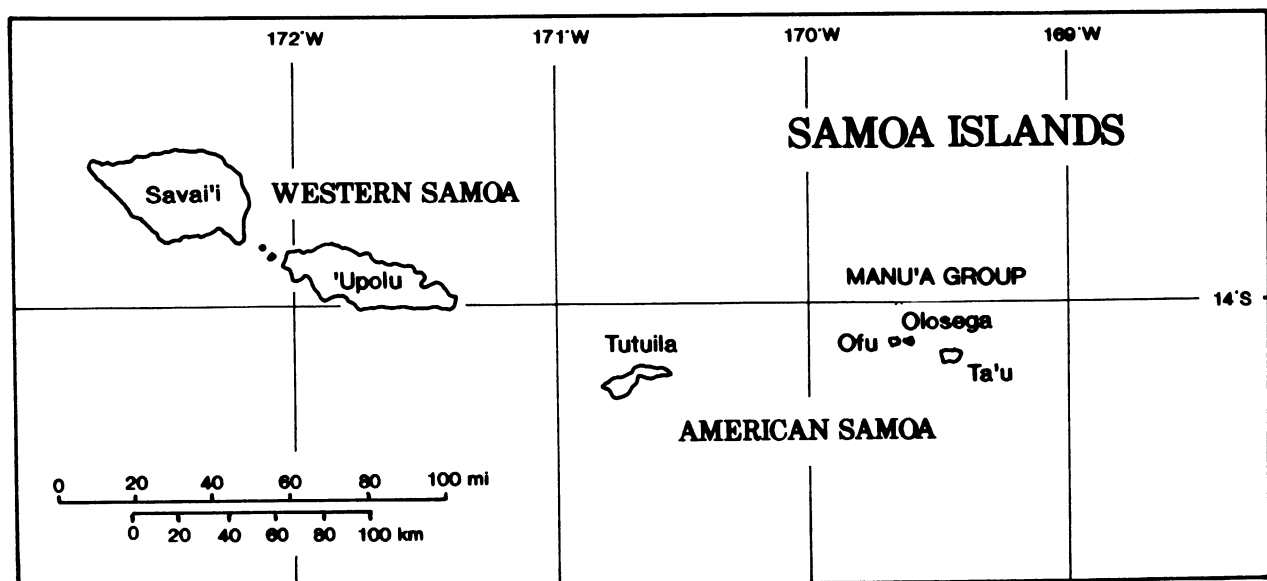 172°W 171°W 170°W 169°W
SAMOA ISLANDS
Savai'i
WESTERN SAMOA
'Upolu
MANU'A GROUP
14°S
Olosega
Ofu
Tutuila
Ta'u
AMERICAN SAMOA
0 20 40 60 80 100 mi
0 20 40 60 80 100 km